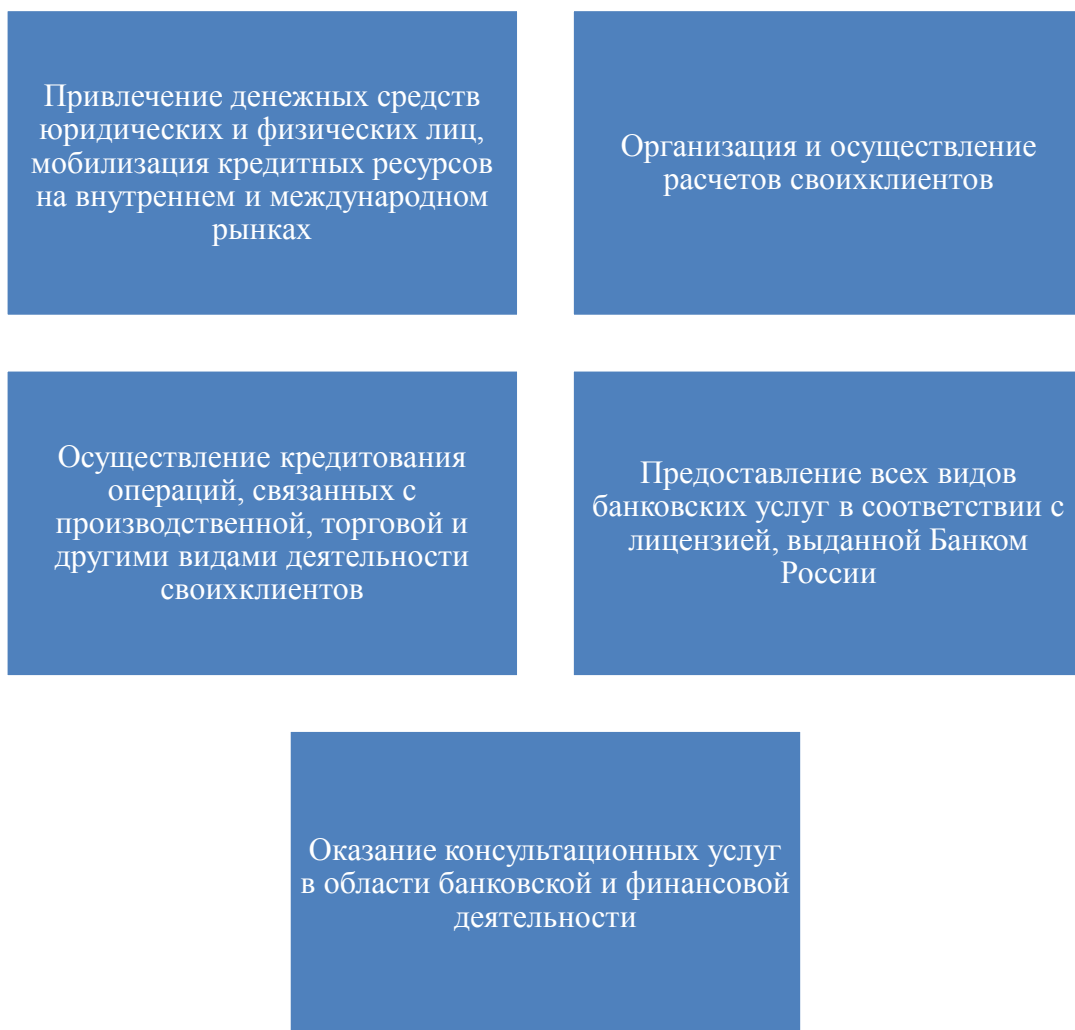 Привлечение денежных средств
юридических и физических лиц,
мобилизация кредитных ресурсов
на внутреннем и международном
рынках
Организация и осуществление
расчетов своихклиентов
Осуществление кредитования
операций, связанных с
производственной, торговой и
другими видами деятельности
своихклиентов
Предоставление всех видов
банковских услуг в соответствии с
лицензией, выданной Банком
России
Оказание консультационных услуг
в области банковской и финансовой
деятельности